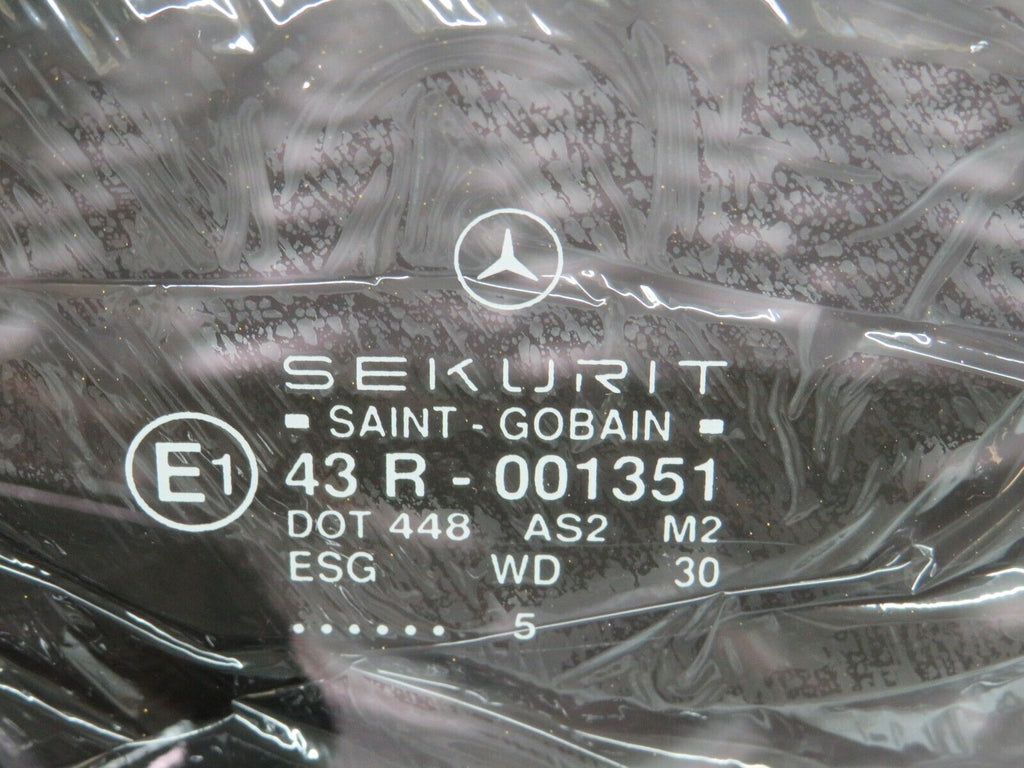 SEKURIT
SAINT - GOBAIN
E1
43 R - 001351
DOT 448 AS2 M2
ESG WD 30
...... 5